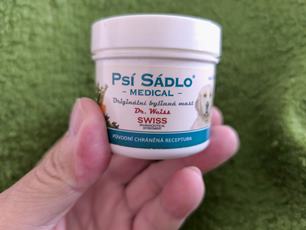 Psí Sádlo®
- MEDICAL -
Originální bylinná mast
Dr. Weiss
SWISS
PŮVODNÍ CHRÁNĚNÁ RECEPTURA